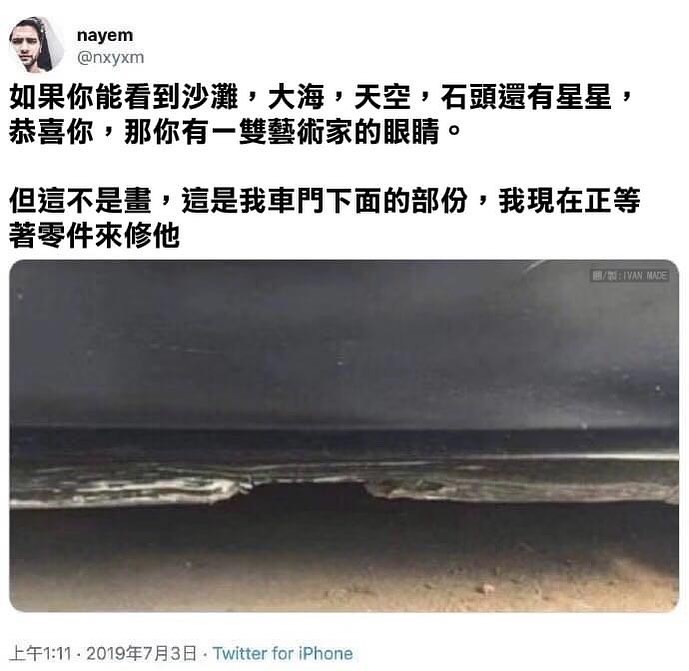 nayem
@nxyxm
如果你能看到沙灘，大海，天空，石頭還有星星，
恭喜你，那你有一雙藝術家的眼睛。
但這不是畫，這是我車門下面的部份，我現在正等
著零件來修他
圖/製：IVAN MADE
上午1:11 · 2019年7月3日 · Twitter for iPhone